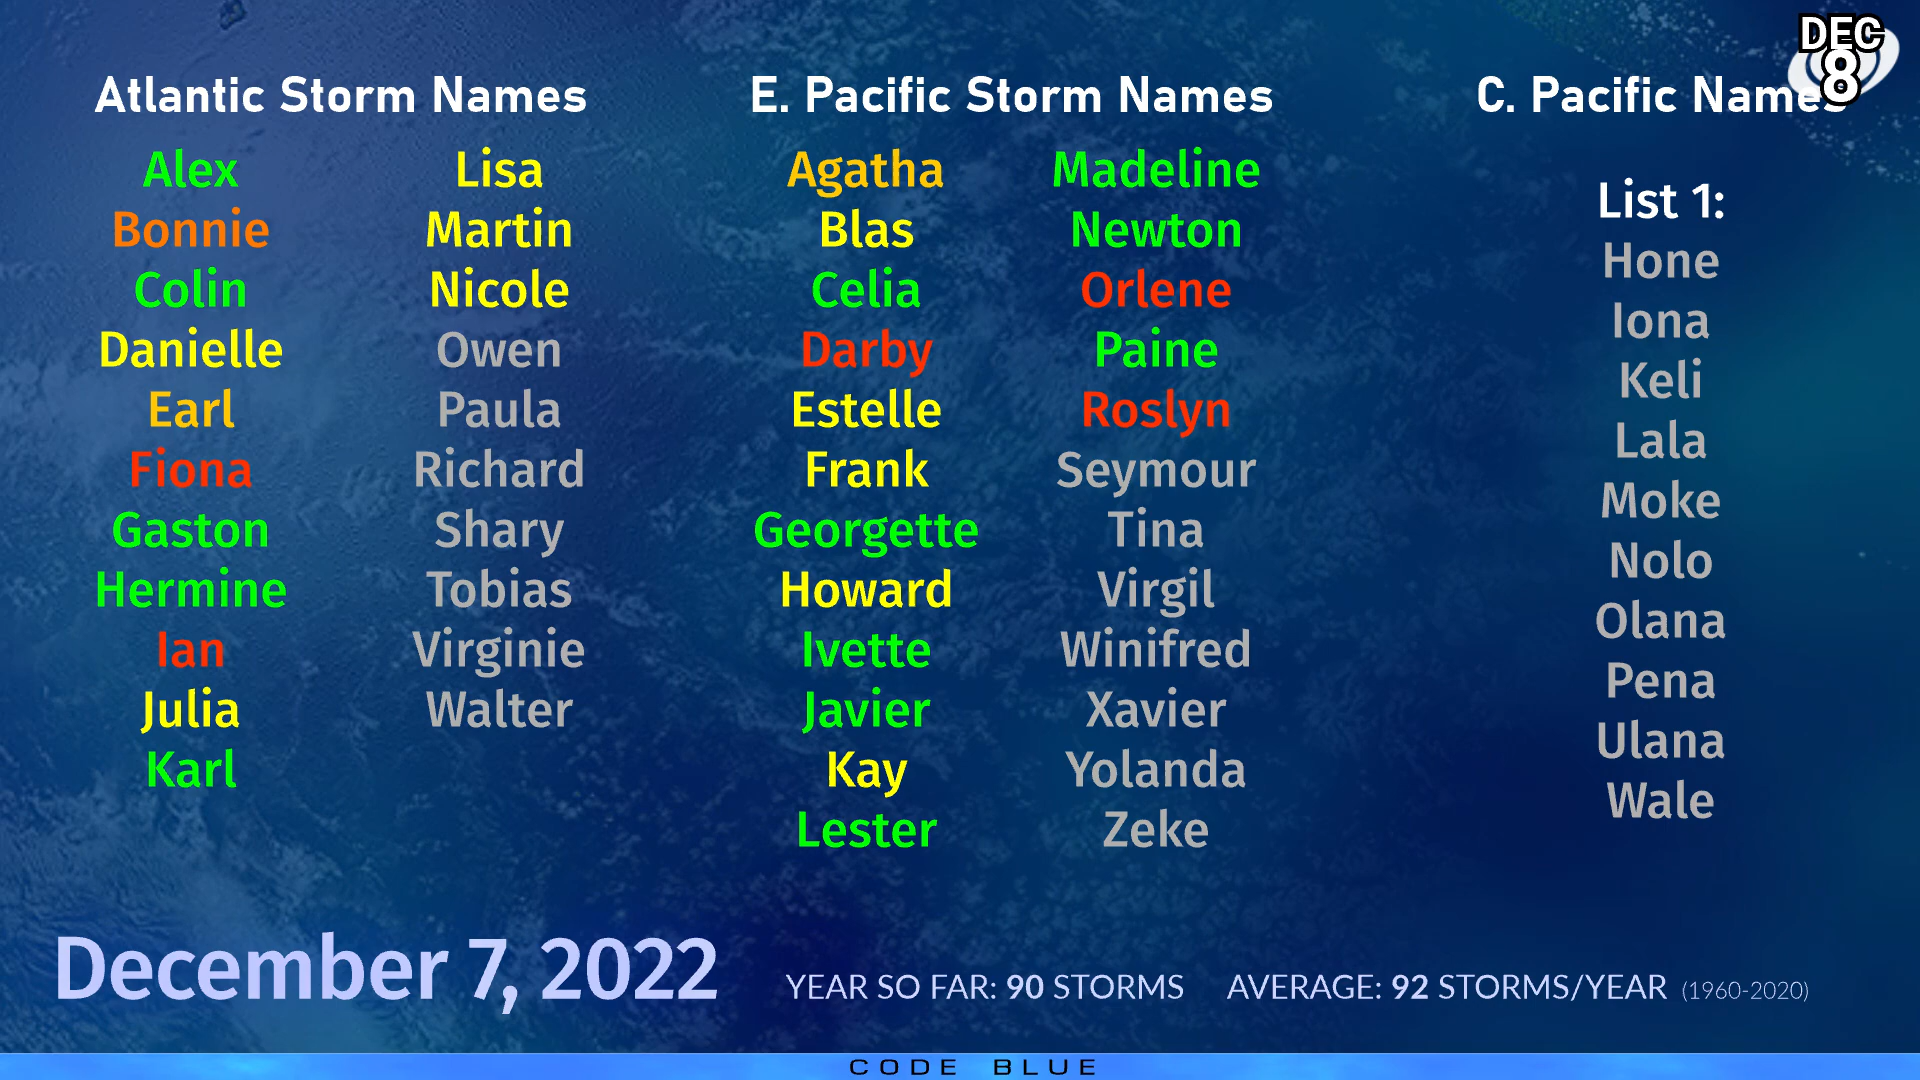 DEC
8
Atlantic Storm Names
Alex
Bonnie
Colin
Danielle
Earl
Fiona
Gaston
Hermine
Ian
Julia
Karl
Lisa
Martin
Nicole
Owen
Paula
Richard
Shary
Tobias
Virginie
Walter
E. Pacific Storm Names
Agatha
Blas
Celia
Darby
Estelle
Frank
Georgette
Howard
Ivette
Javier
Kay
Lester
Madeline
Newton
Orlene
Paine
Roslyn
Seymour
Tina
Virgil
Winifred
Xavier
Yolanda
Zeke
C. Pacific Names
List 1:
Hone
Iona
Keli
Lala
Moke
Nolo
Olana
Pena
Ulana
Wale
December 7, 2022
YEAR SO FAR: 90 STORMS AVERAGE: 92 STORMS/YEAR (1960-2020)
CODE BLUE